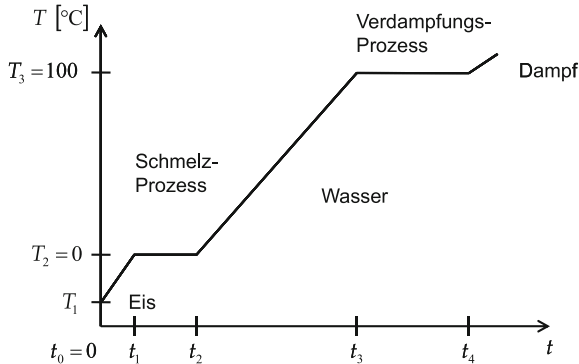 T [°C]
Verdampfungs-
Prozess
T₃ = 100
Dampf
Schmelz-
Prozess
Wasser
T₂ = 0
T₁
Eis
t₀ = 0
t₁
t₂
t₃
t₄
t